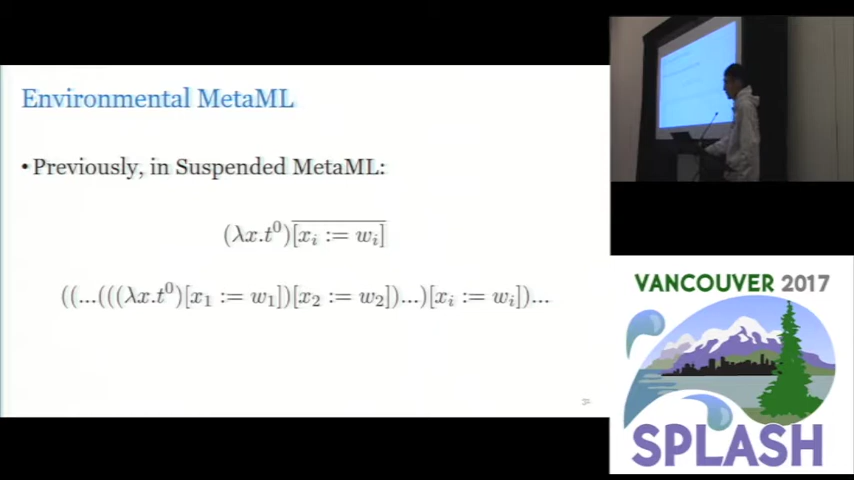 Environmental MetaML
• Previously, in Suspended MetaML:
(λx.t⁰)[xᵢ := wᵢ]
((...(((λx.t⁰)[x₁ := w₁])[x₂ := w₂])...)[xᵢ := wᵢ])...
VANCOUVER 2017
SPLASH